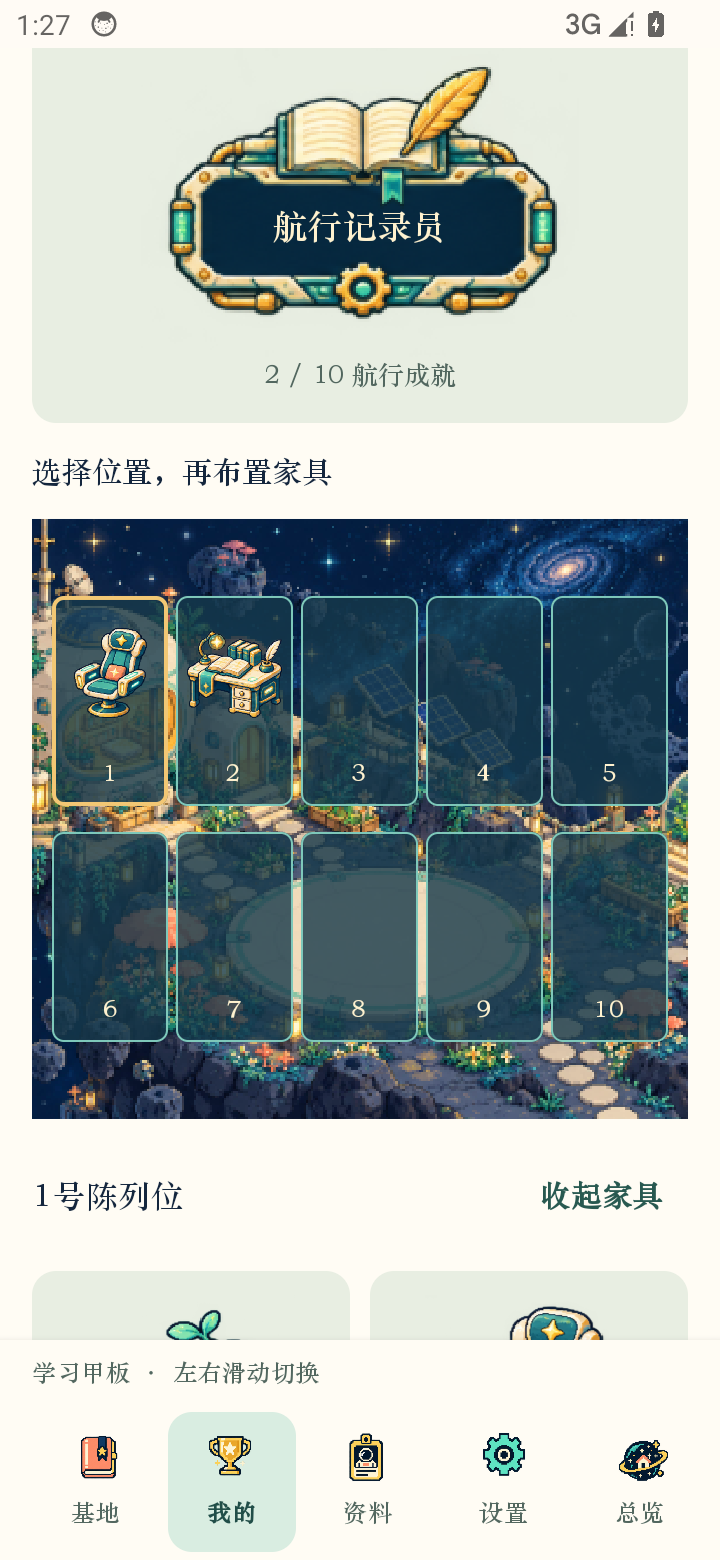 1:27
3G
航行记录员
2 / 10 航行成就
选择位置，再布置家具
1
2
3
4
5
6
7
8
9
10
1号陈列位
收起家具
学习甲板 · 左右滑动切换
基地
我的
资料
设置
总览